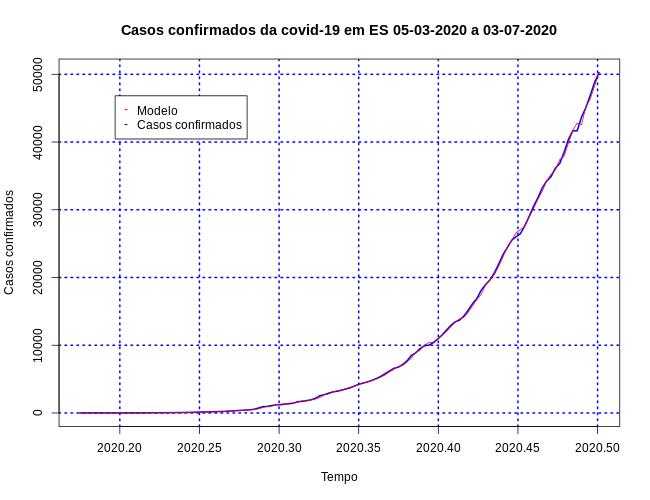 Casos confirmados da covid-19 em ES 05-03-2020 a 03-07-2020
Casos confirmados
50000
40000
30000
20000
10000
0
- Modelo
- Casos confirmados
2020.20 2020.25 2020.30 2020.35 2020.40 2020.45 2020.50
Tempo